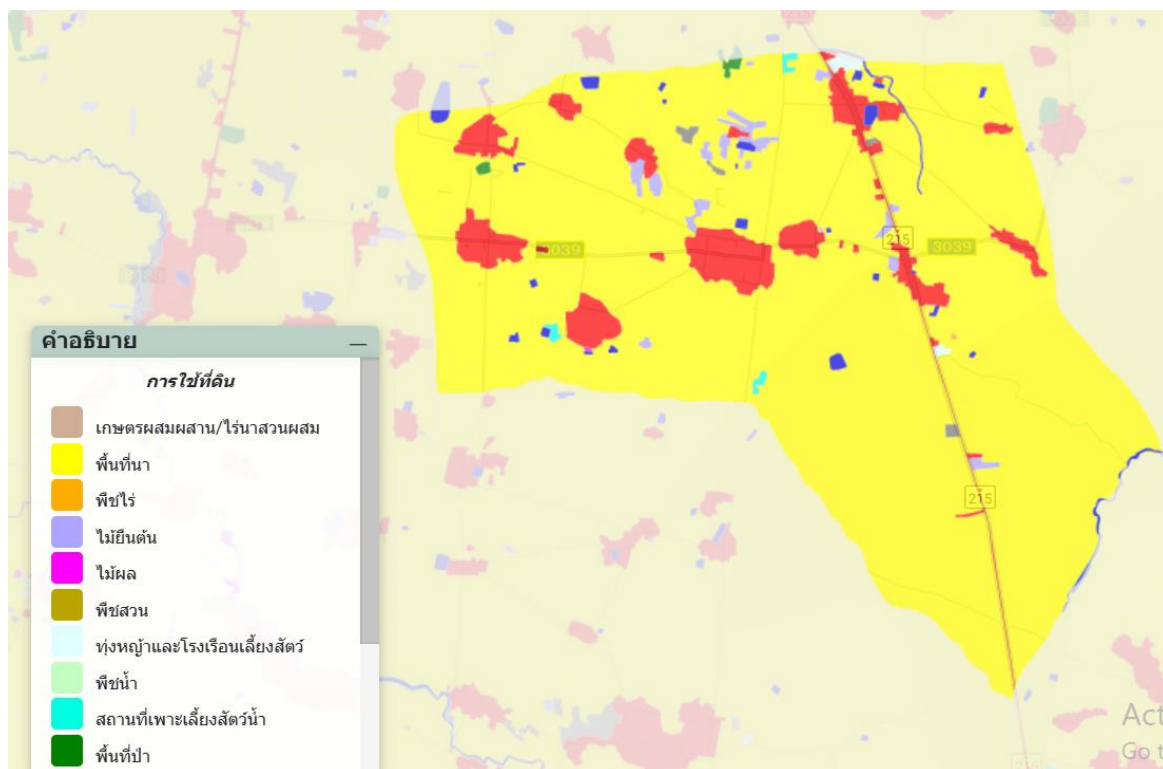 215
3039
215
3039
คำอธิบาย
การใช้ที่ดิน
เกษตรผสมผสาน/ไร่นาสวนผสม
พื้นที่นา
พืชไร่
ไม้ยืนต้น
ไม้ผล
พืชสวน
ทุ่งหญ้าและโรงเรือนเลี้ยงสัตว์
พืชน้ำ
สถานที่เพาะเลี้ยงสัตว์น้ำ
พื้นที่ป่า
215
Act
Go t
215